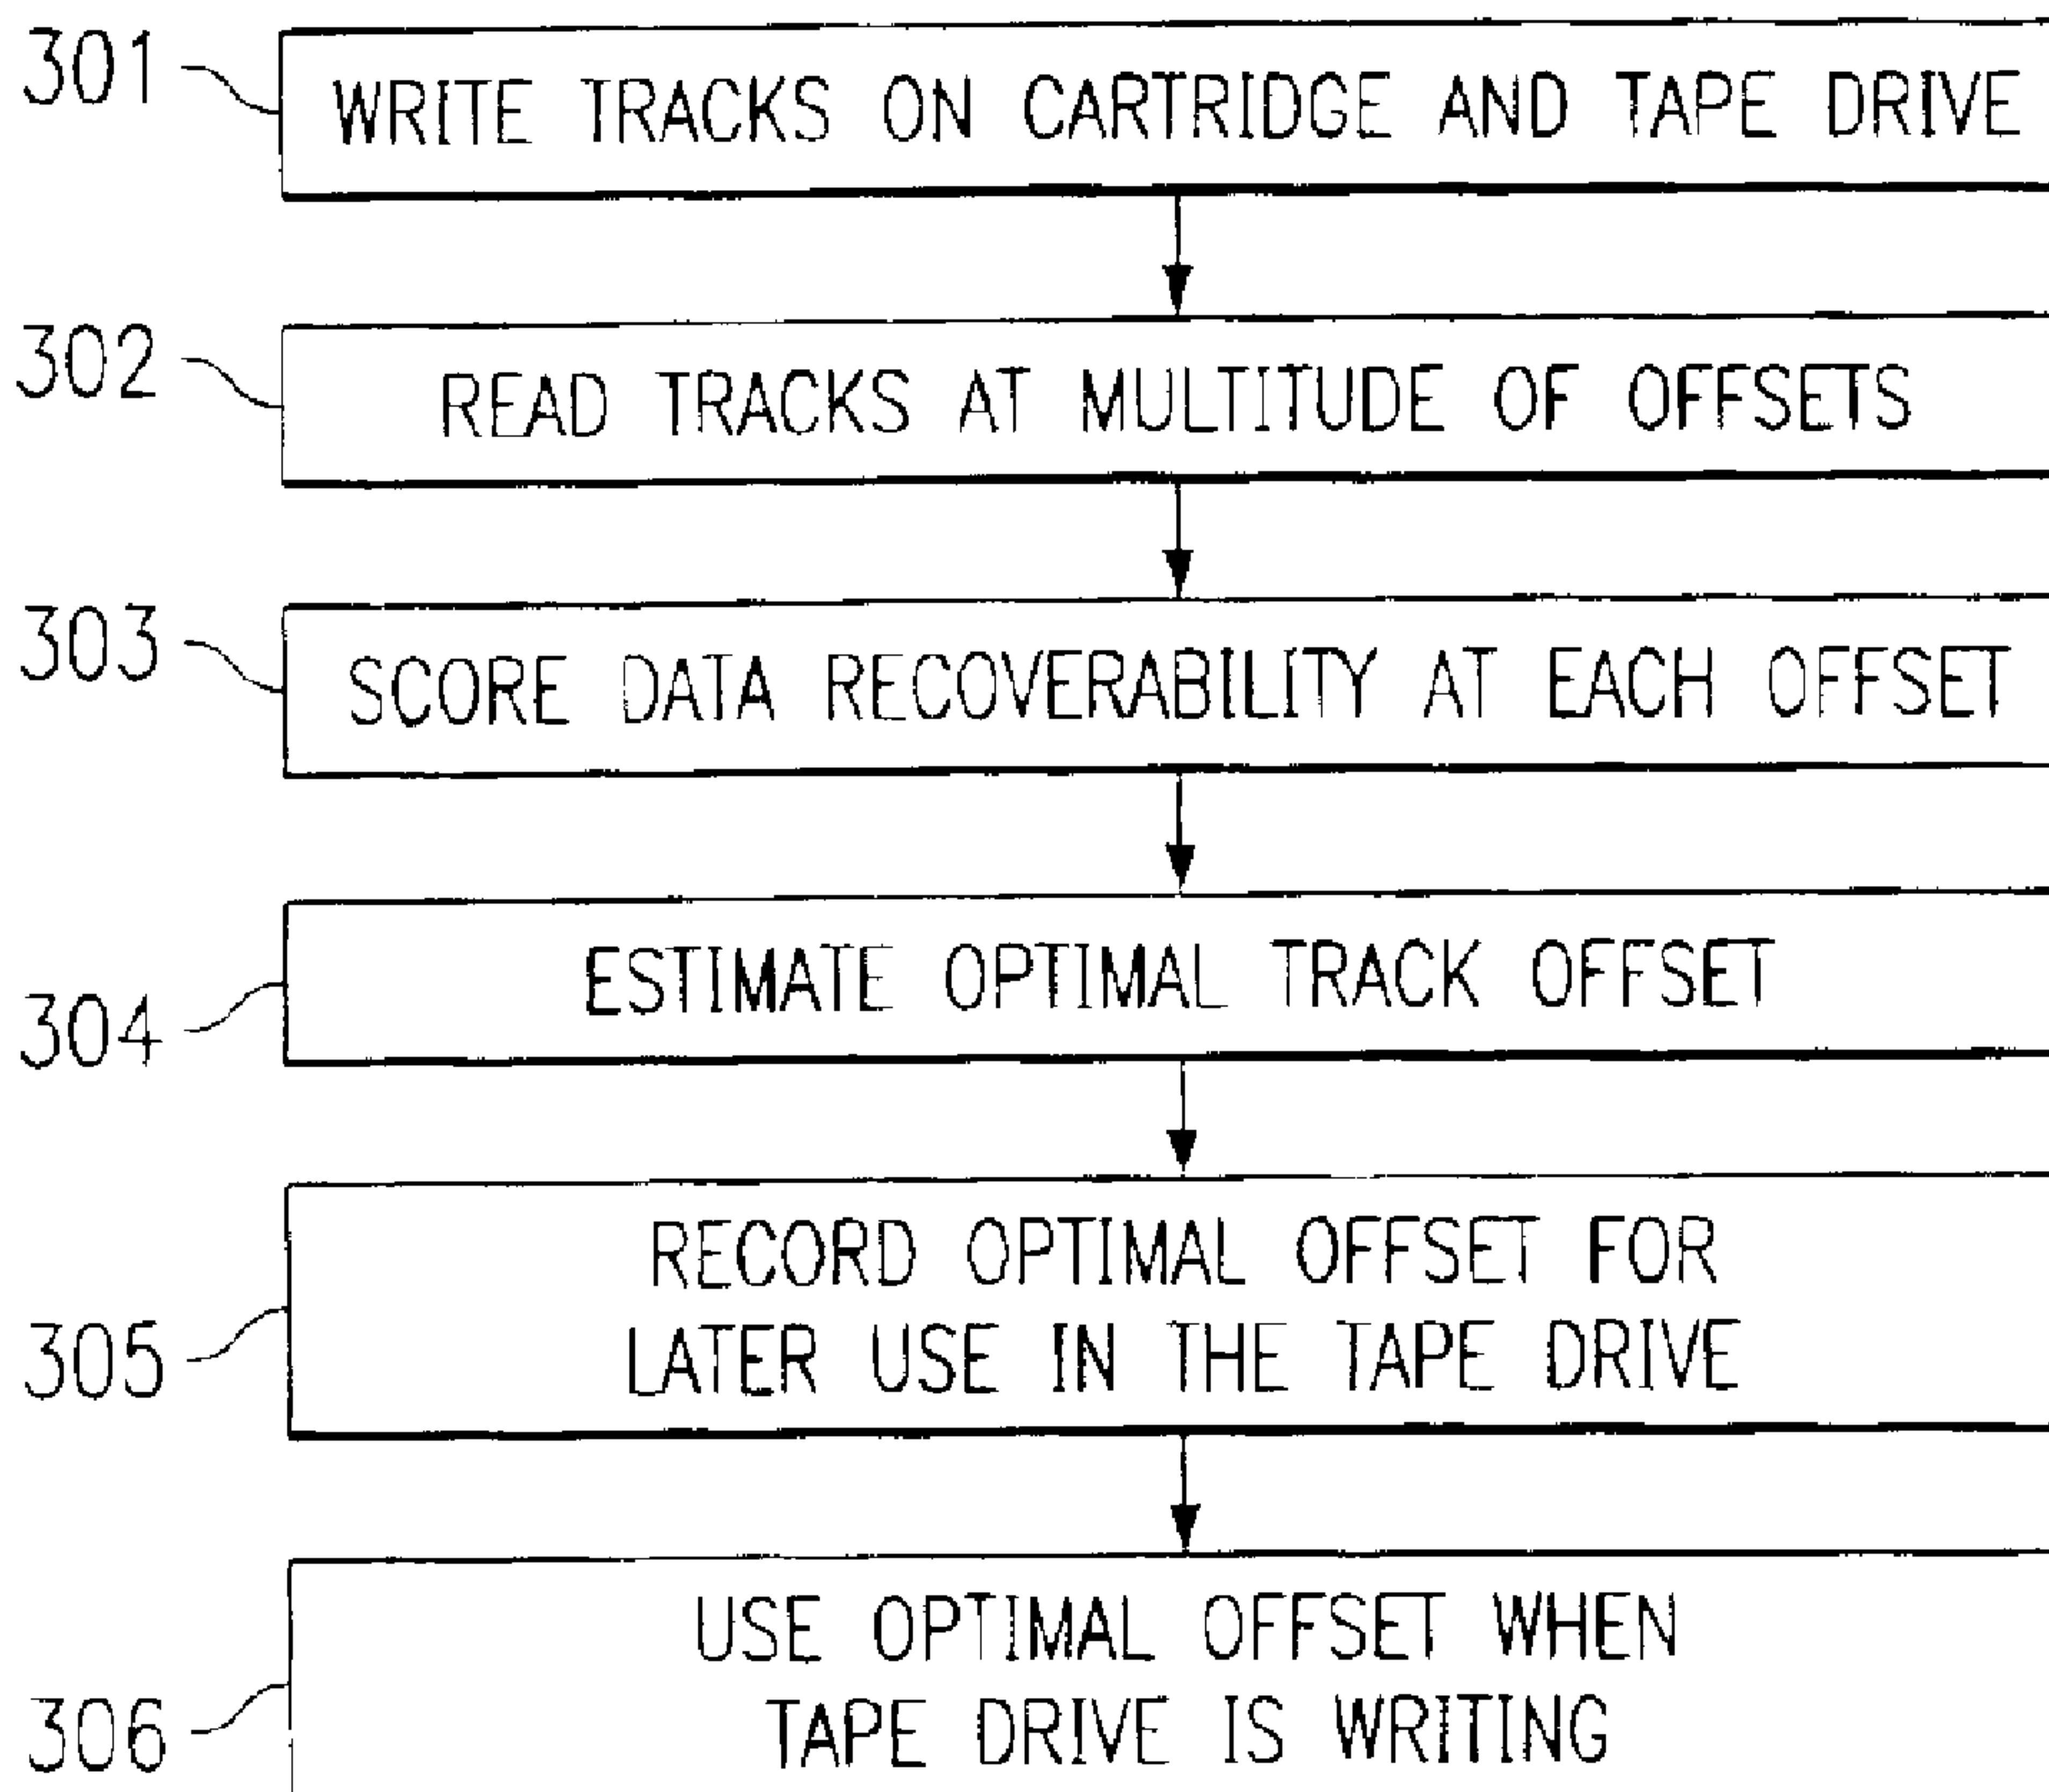 301
WRITE TRACKS ON CARTRIDGE AND TAPE DRIVE
302
READ TRACKS AT MULTITUDE OF OFFSETS
303
SCORE DATA RECOVERABILITY AT EACH OFFSET
304
ESTIMATE OPTIMAL TRACK OFFSET
305
RECORD OPTIMAL OFFSET FOR
LATER USE IN THE TAPE DRIVE
306
USE OPTIMAL OFFSET WHEN
TAPE DRIVE IS WRITING